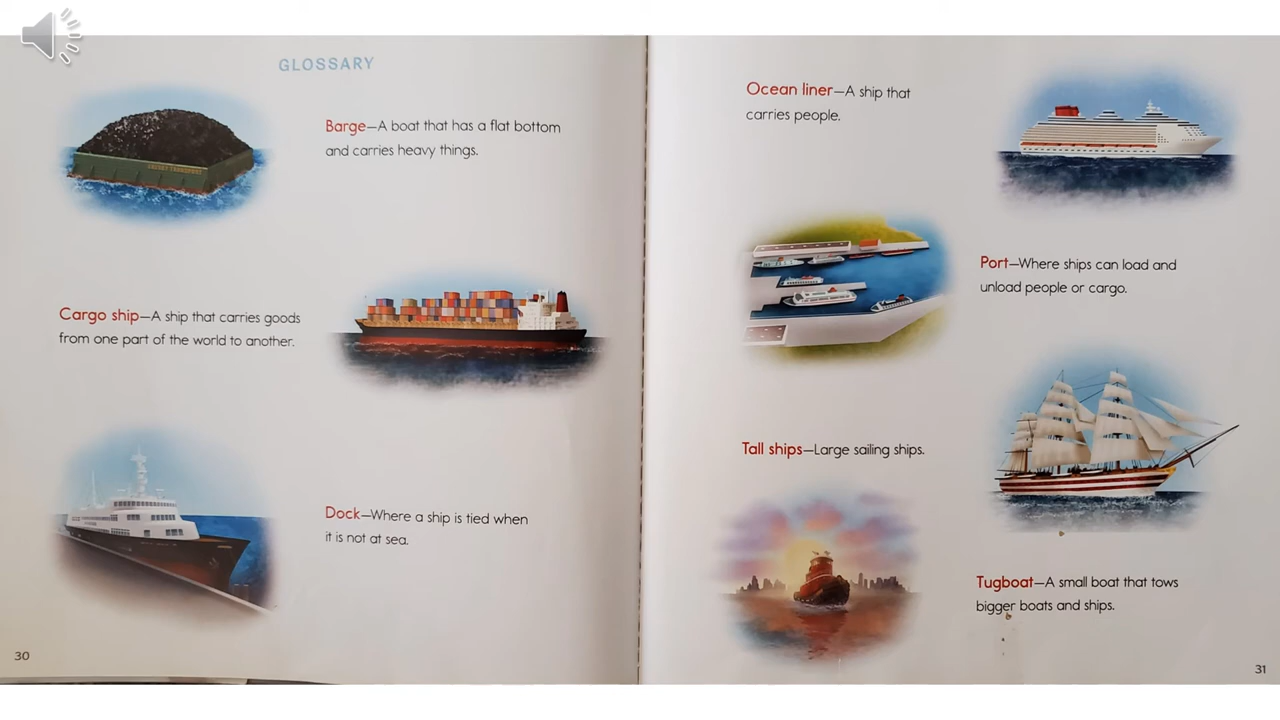 GLOSSARY
Barge—A boat that has a flat bottom
and carries heavy things.
Cargo ship—A ship that carries goods
from one part of the world to another.
Dock—Where a ship is tied when
it is not at sea.
30
Ocean liner—A ship that
carries people.
Port—Where ships can load and
unload people or cargo.
Tall ships—Large sailing ships.
Tugboat—A small boat that tows
bigger boats and ships.
31